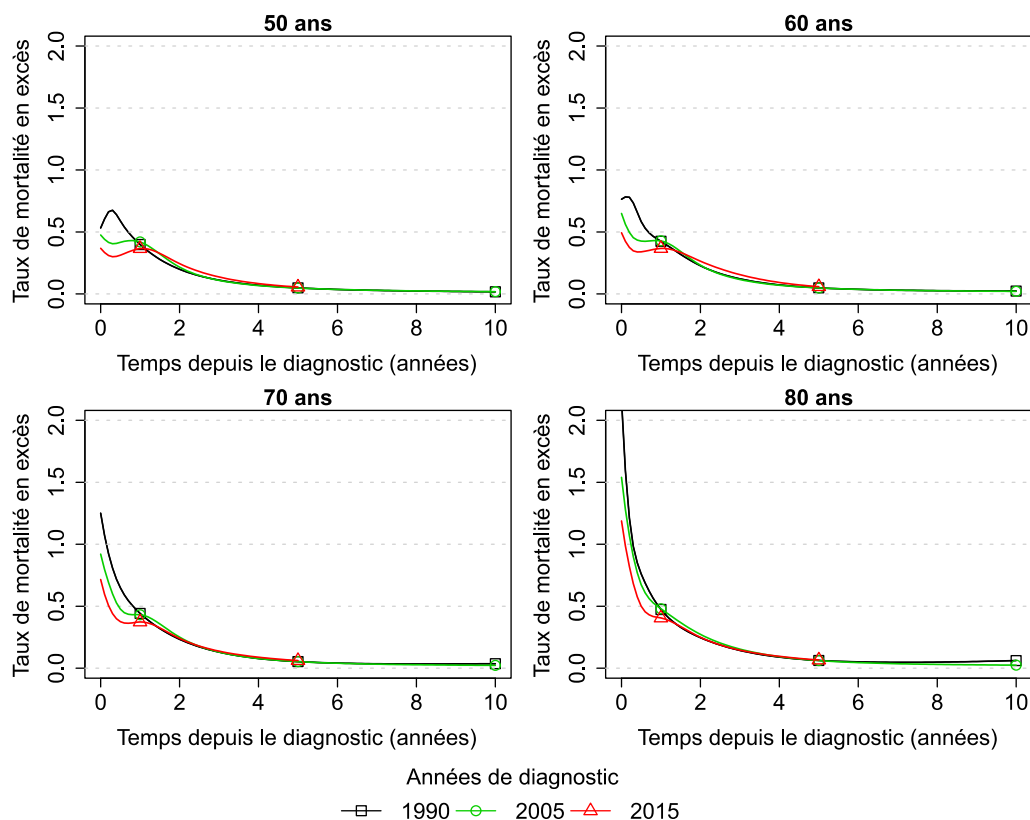 50 ans
Taux de mortalité en excès
2.0
1.5
1.0
0.5
0.0
0 2 4 6 8 10
Temps depuis le diagnostic (années)
60 ans
Taux de mortalité en excès
2.0
1.5
1.0
0.5
0.0
0 2 4 6 8 10
Temps depuis le diagnostic (années)
70 ans
Taux de mortalité en excès
2.0
1.5
1.0
0.5
0.0
0 2 4 6 8 10
Temps depuis le diagnostic (années)
80 ans
Taux de mortalité en excès
2.0
1.5
1.0
0.5
0.0
0 2 4 6 8 10
Temps depuis le diagnostic (années)
Années de diagnostic
1990 2005 2015